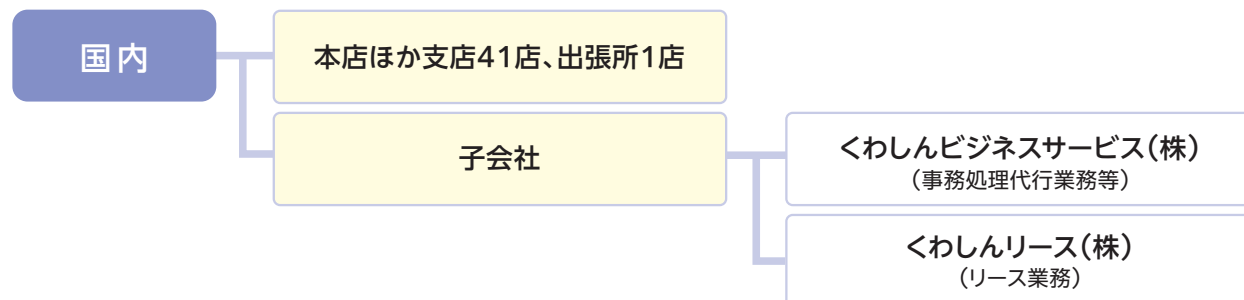 国内
本店ほか支店41店、出張所1店
子会社
くわしんビジネスサービス(株)
(事務処理代行業務等)
くわしんリース(株)
(リース業務)